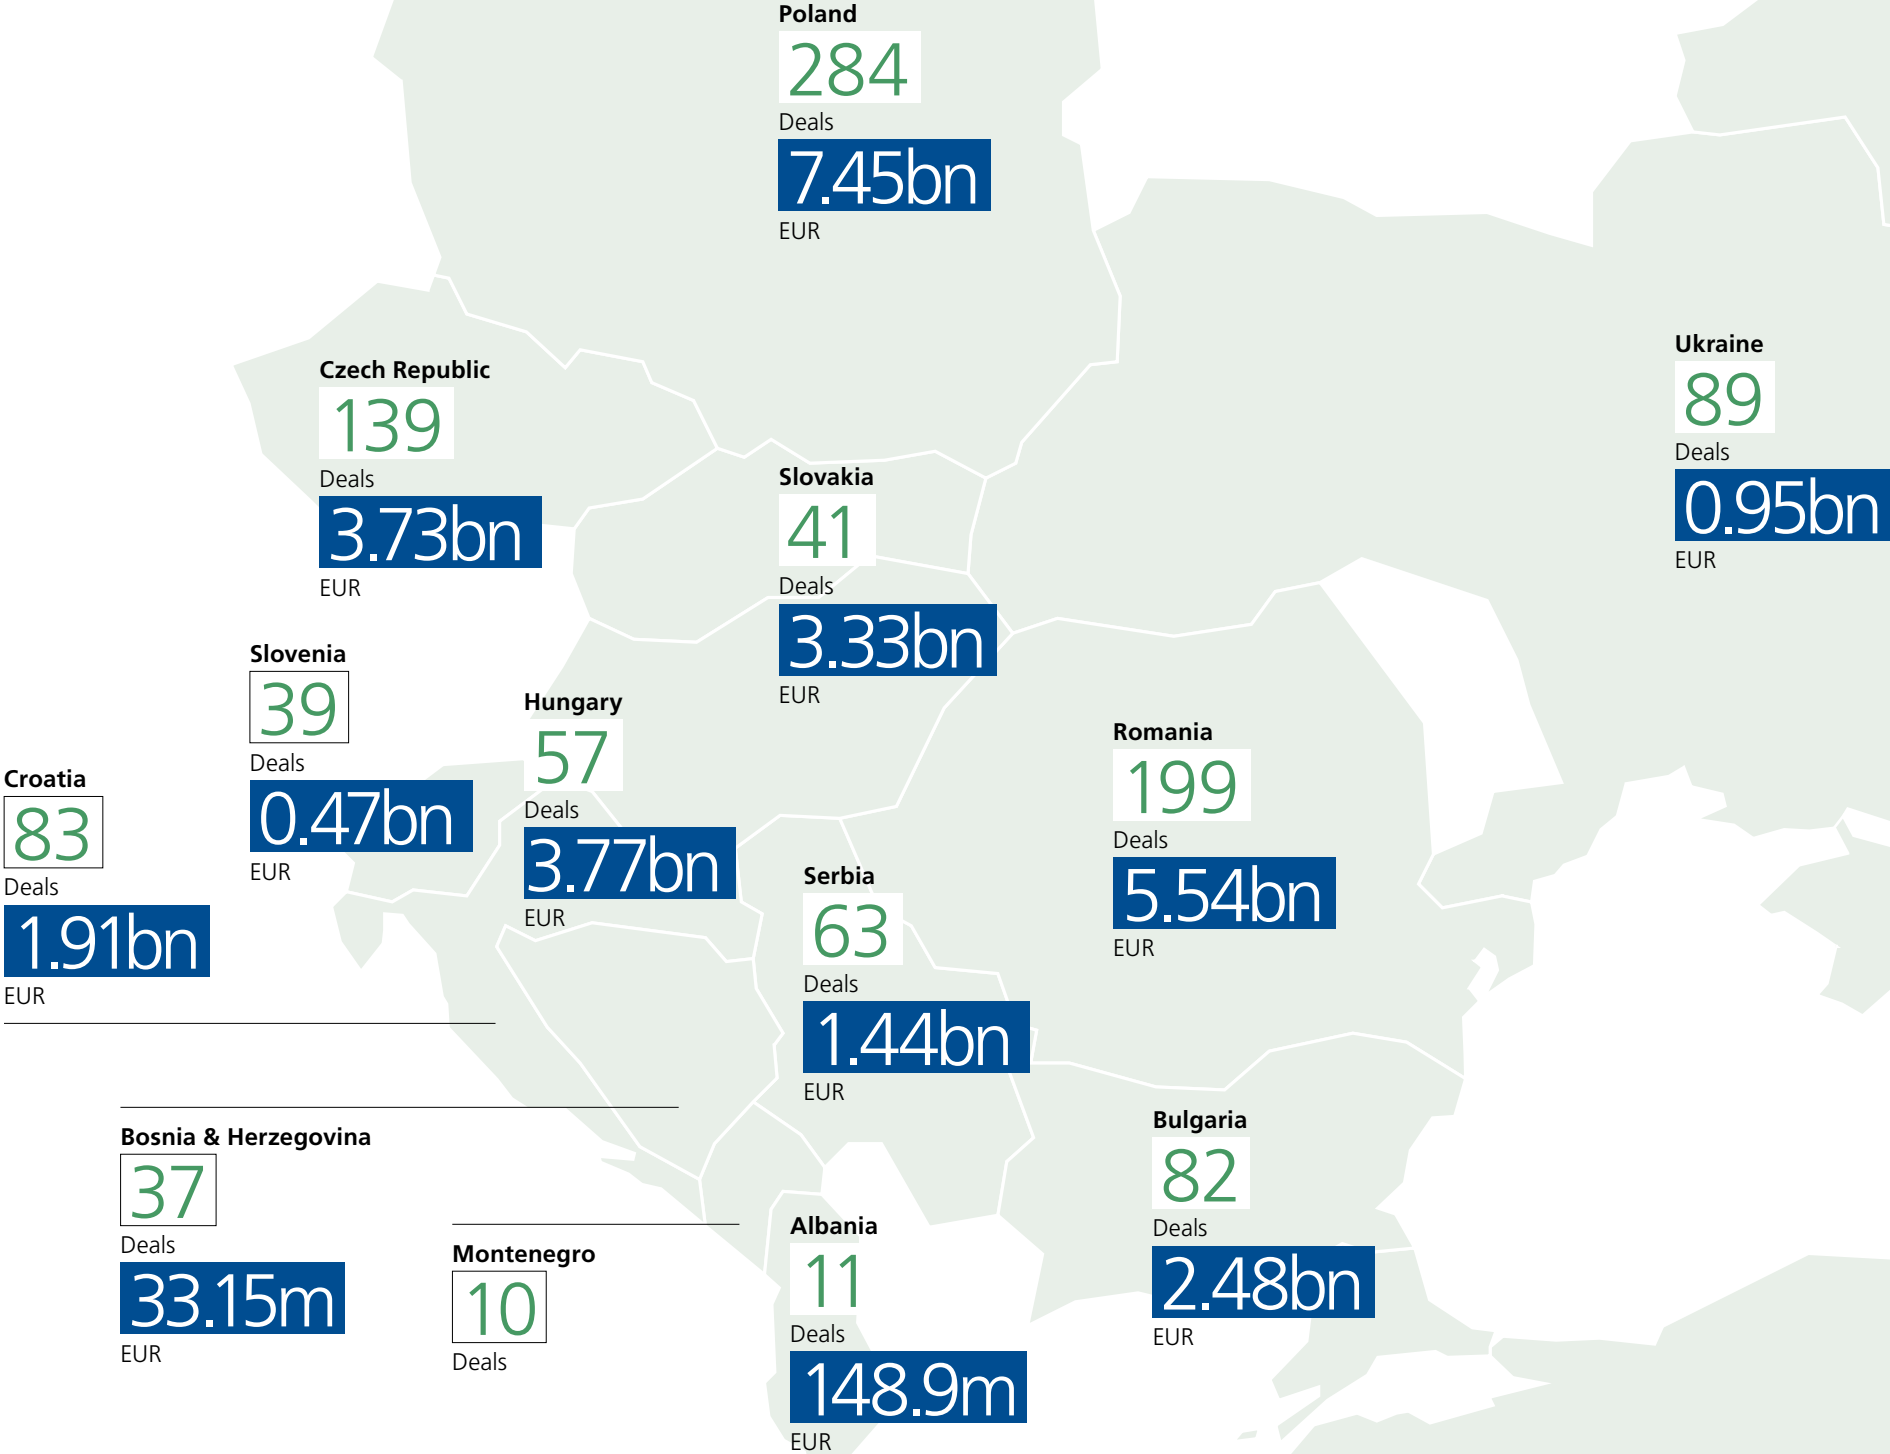 Poland
284
Deals
7.45bn
EUR
Czech Republic
139
Deals
3.73bn
EUR
Ukraine
89
Deals
0.95bn
EUR
Slovakia
41
Deals
3.33bn
EUR
Slovenia
39
Deals
0.47bn
EUR
Hungary
57
Deals
3.77bn
EUR
Romania
199
Deals
5.54bn
EUR
Croatia
83
Deals
1.91bn
EUR
Serbia
63
Deals
1.44bn
EUR
Bosnia & Herzegovina
37
Deals
33.15m
EUR
Montenegro
10
Deals
Albania
11
Deals
148.9m
EUR
Bulgaria
82
Deals
2.48bn
EUR